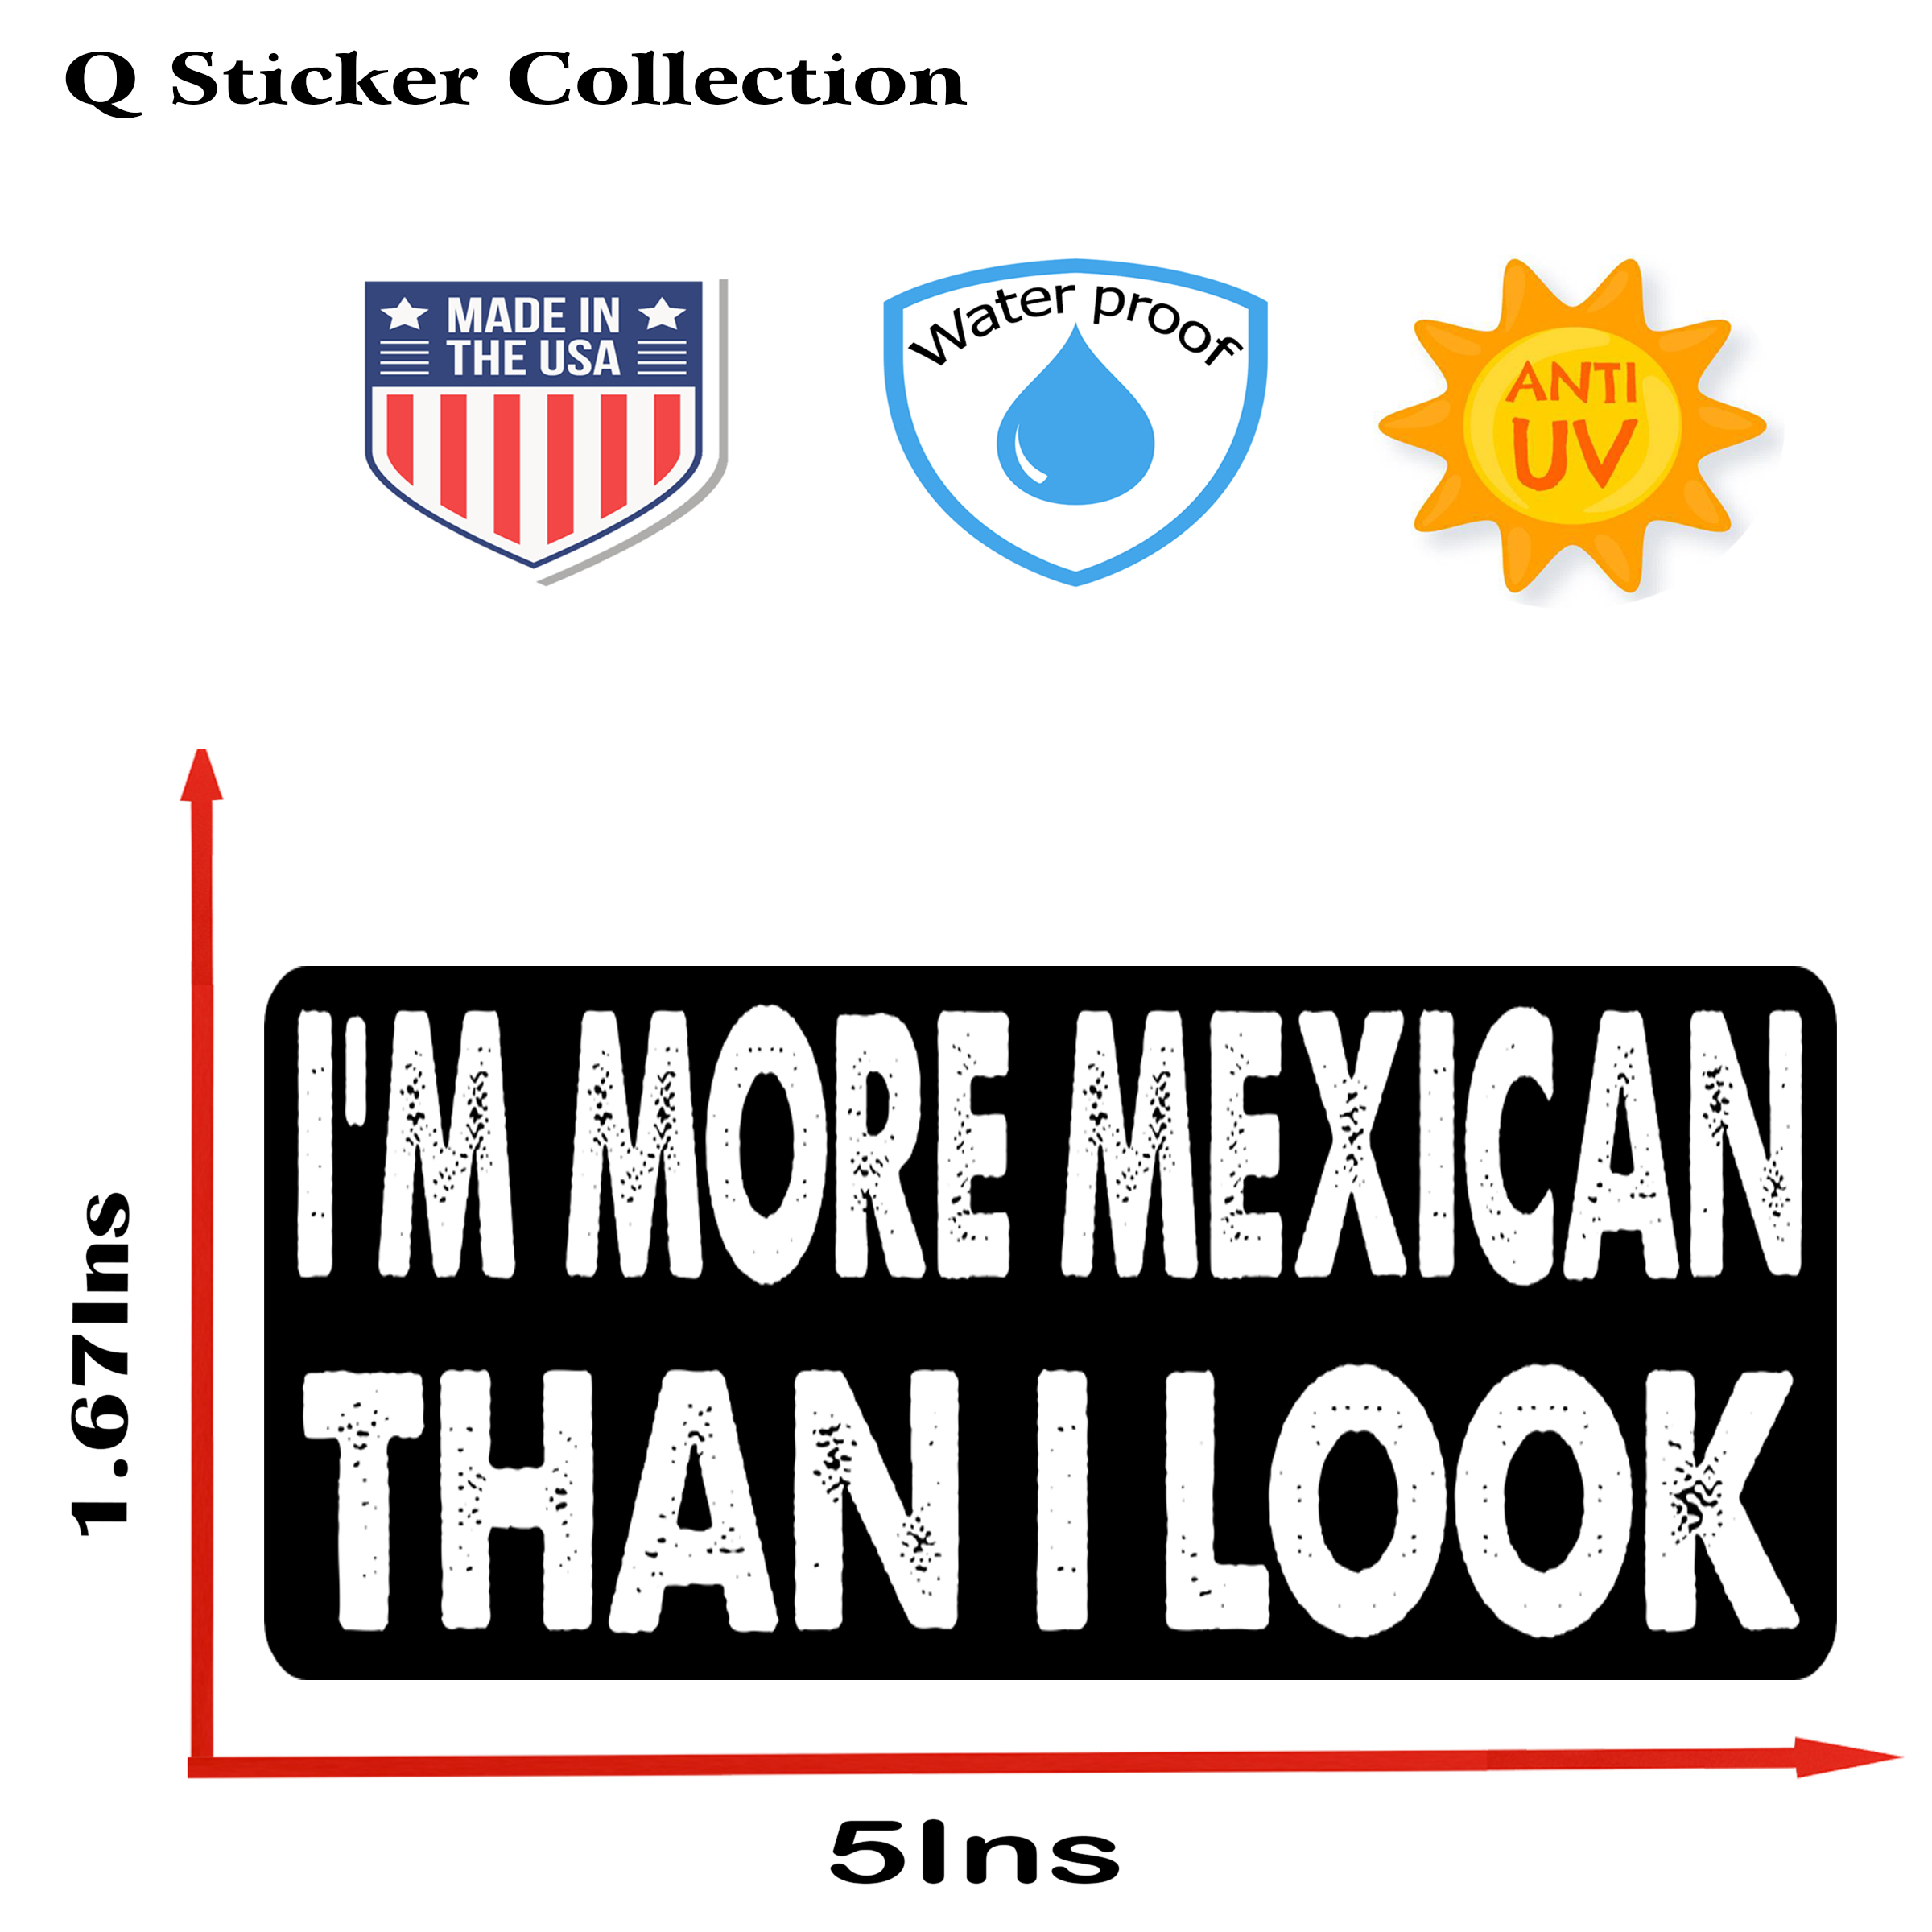 Q Sticker Collection
MADE IN
THE USA
Water proof
ANTI
UV
1.67Ins
I'M MORE MEXICAN
THAN I LOOK
5Ins